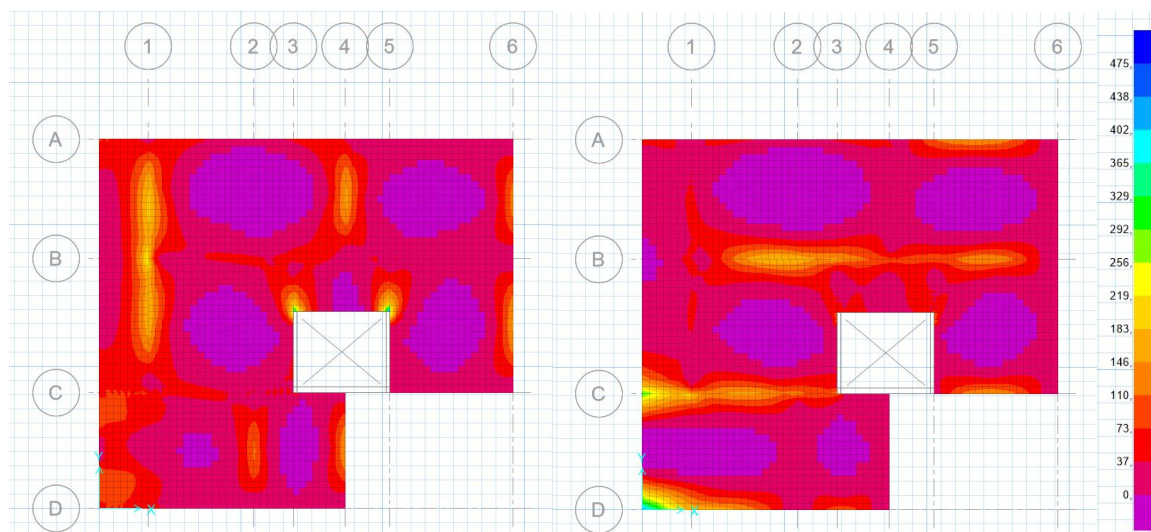 1 2 3 4 5 6
A
B
C
D
Y
X
1 2 3 4 5 6
A
B
C
D
Y
X
475,
438,
402,
365,
329,
292,
256,
219,
183,
146,
110,
73,
37,
0,